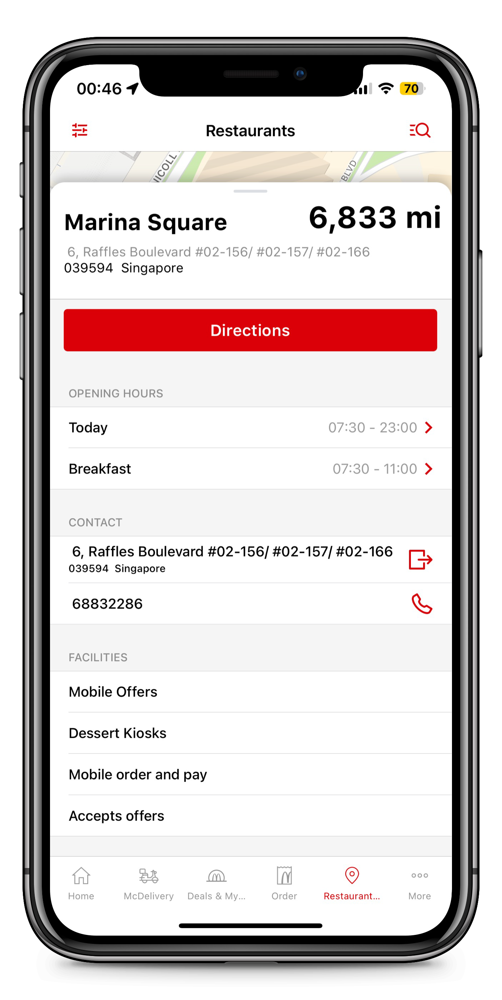 00:46
70
Restaurants
NICOLL
BLVD
Marina Square
6,833 mi
6, Raffles Boulevard #02-156/ #02-157/ #02-166
039594 Singapore
Directions
OPENING HOURS
Today
07:30 - 23:00
Breakfast
07:30 - 11:00
CONTACT
6, Raffles Boulevard #02-156/ #02-157/ #02-166
039594 Singapore
68832286
FACILITIES
Mobile Offers
Dessert Kiosks
Mobile order and pay
Accepts offers
Home
McDelivery
Deals & My...
Order
Restaurant...
More